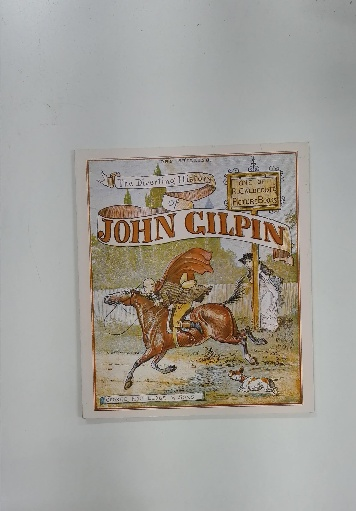 The Diverting History
of
JOHN GILPIN
ONE OF
R. CALDECOTT'S
PICTURE BOOKS